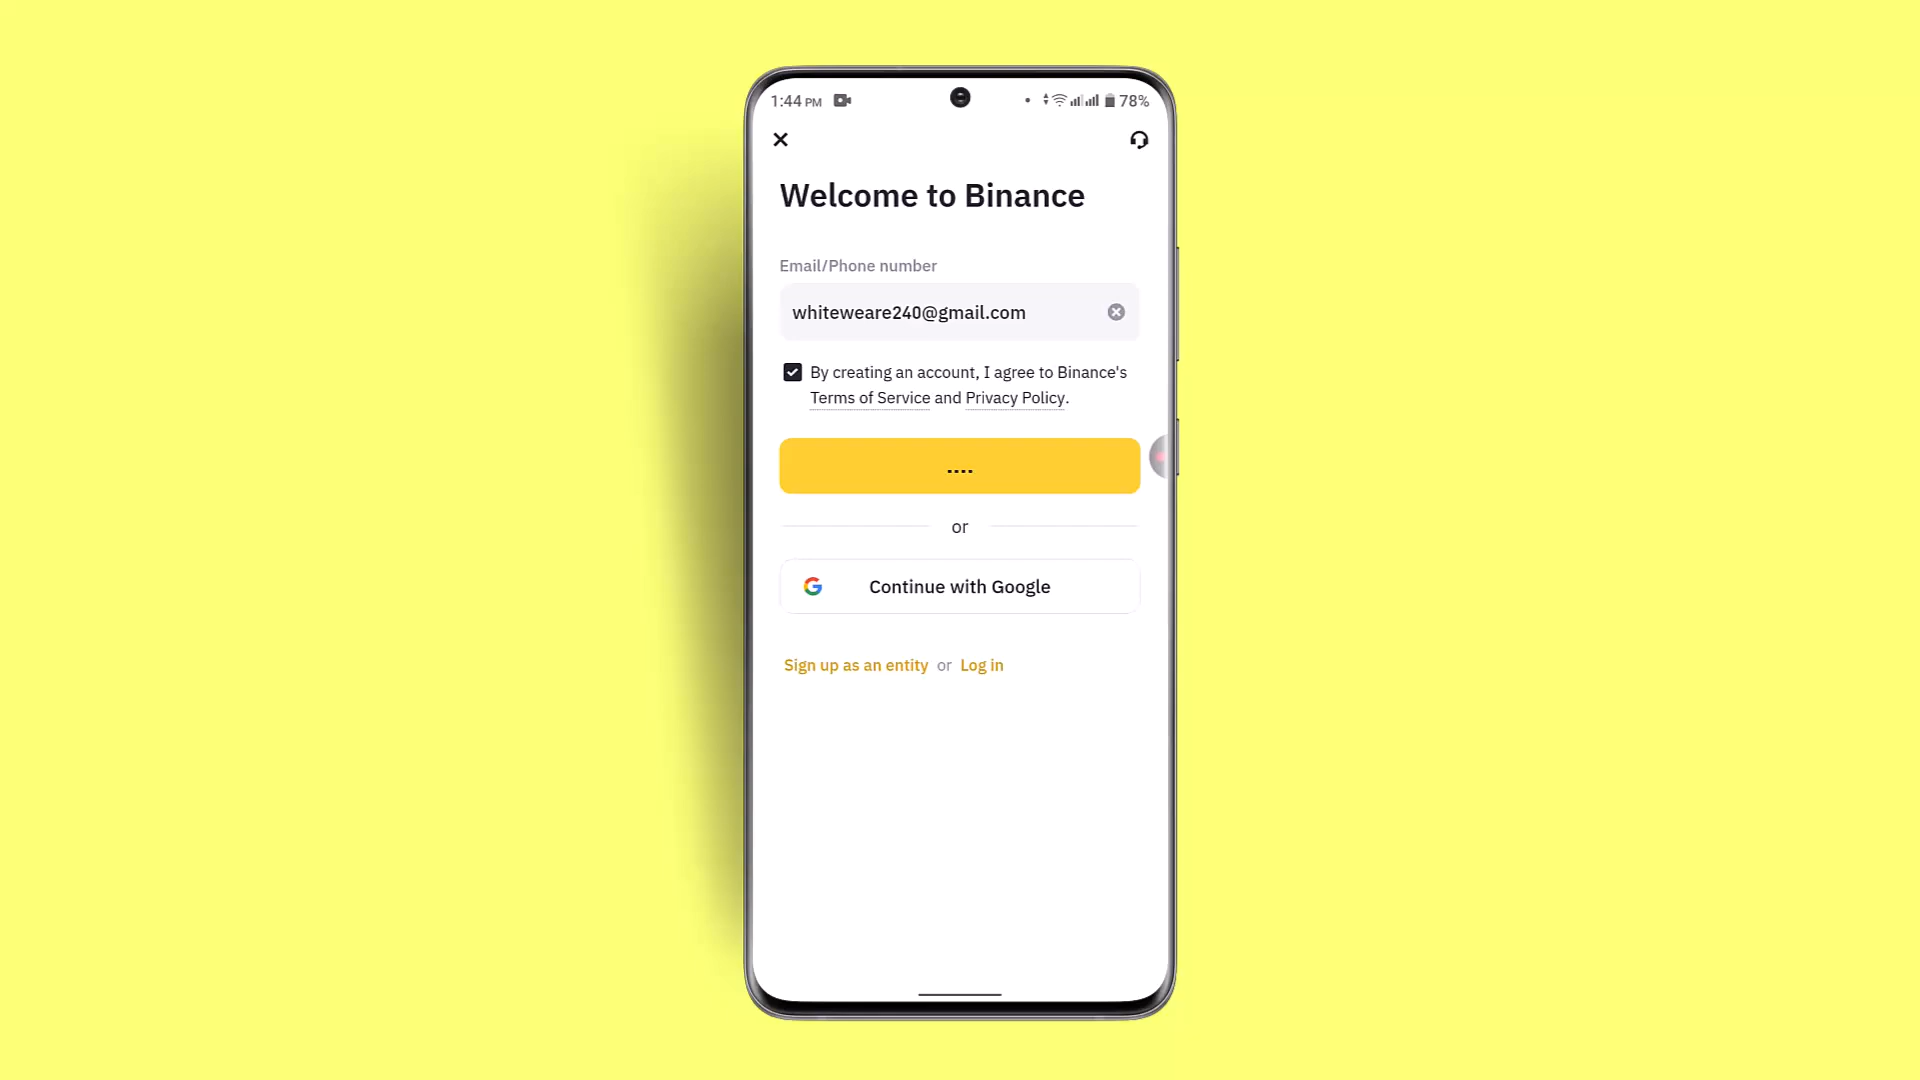 1:44 PM 78%
Welcome to Binance
Email/Phone number
whiteweare240@gmail.com
By creating an account, I agree to Binance's
Terms of Service and Privacy Policy.
....
or
Continue with Google
Sign up as an entity or Log in